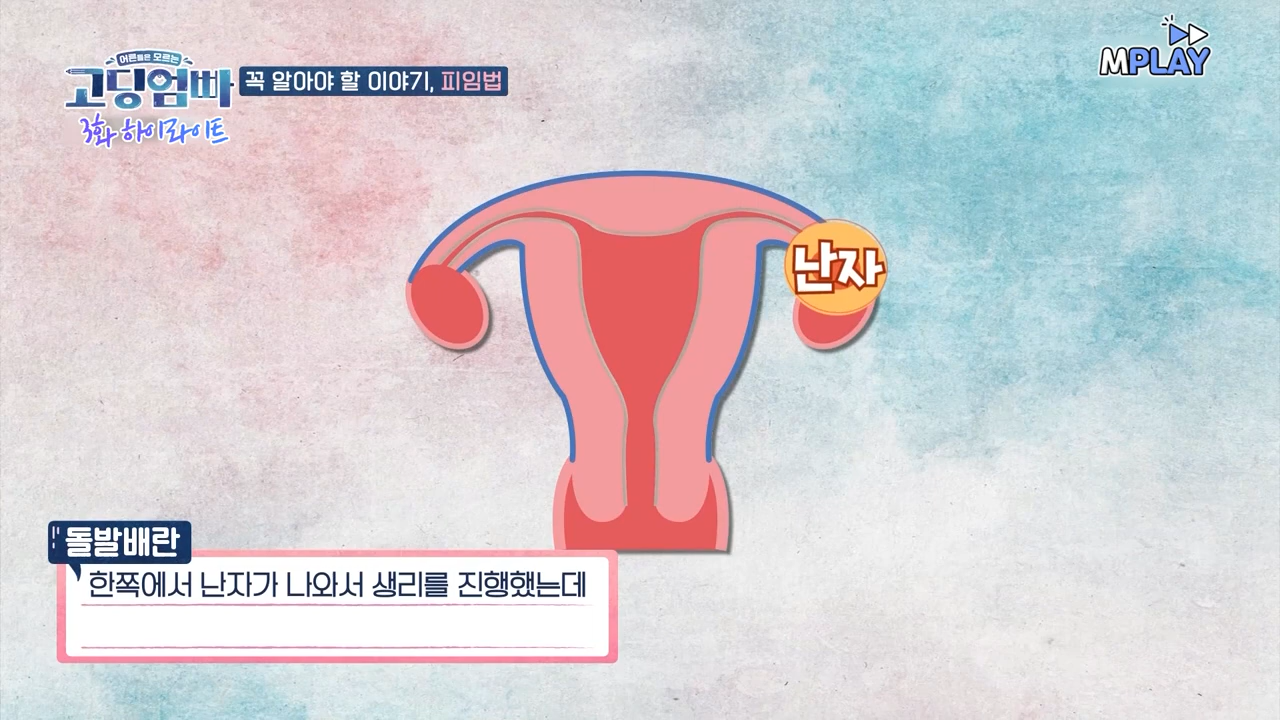 어른들은 모르는
고딩엄빠
3화 하이라이트
꼭 알아야 할 이야기, 피임법
MPLAY
난자
돌발배란
한쪽에서 난자가 나와서 생리를 진행했는데